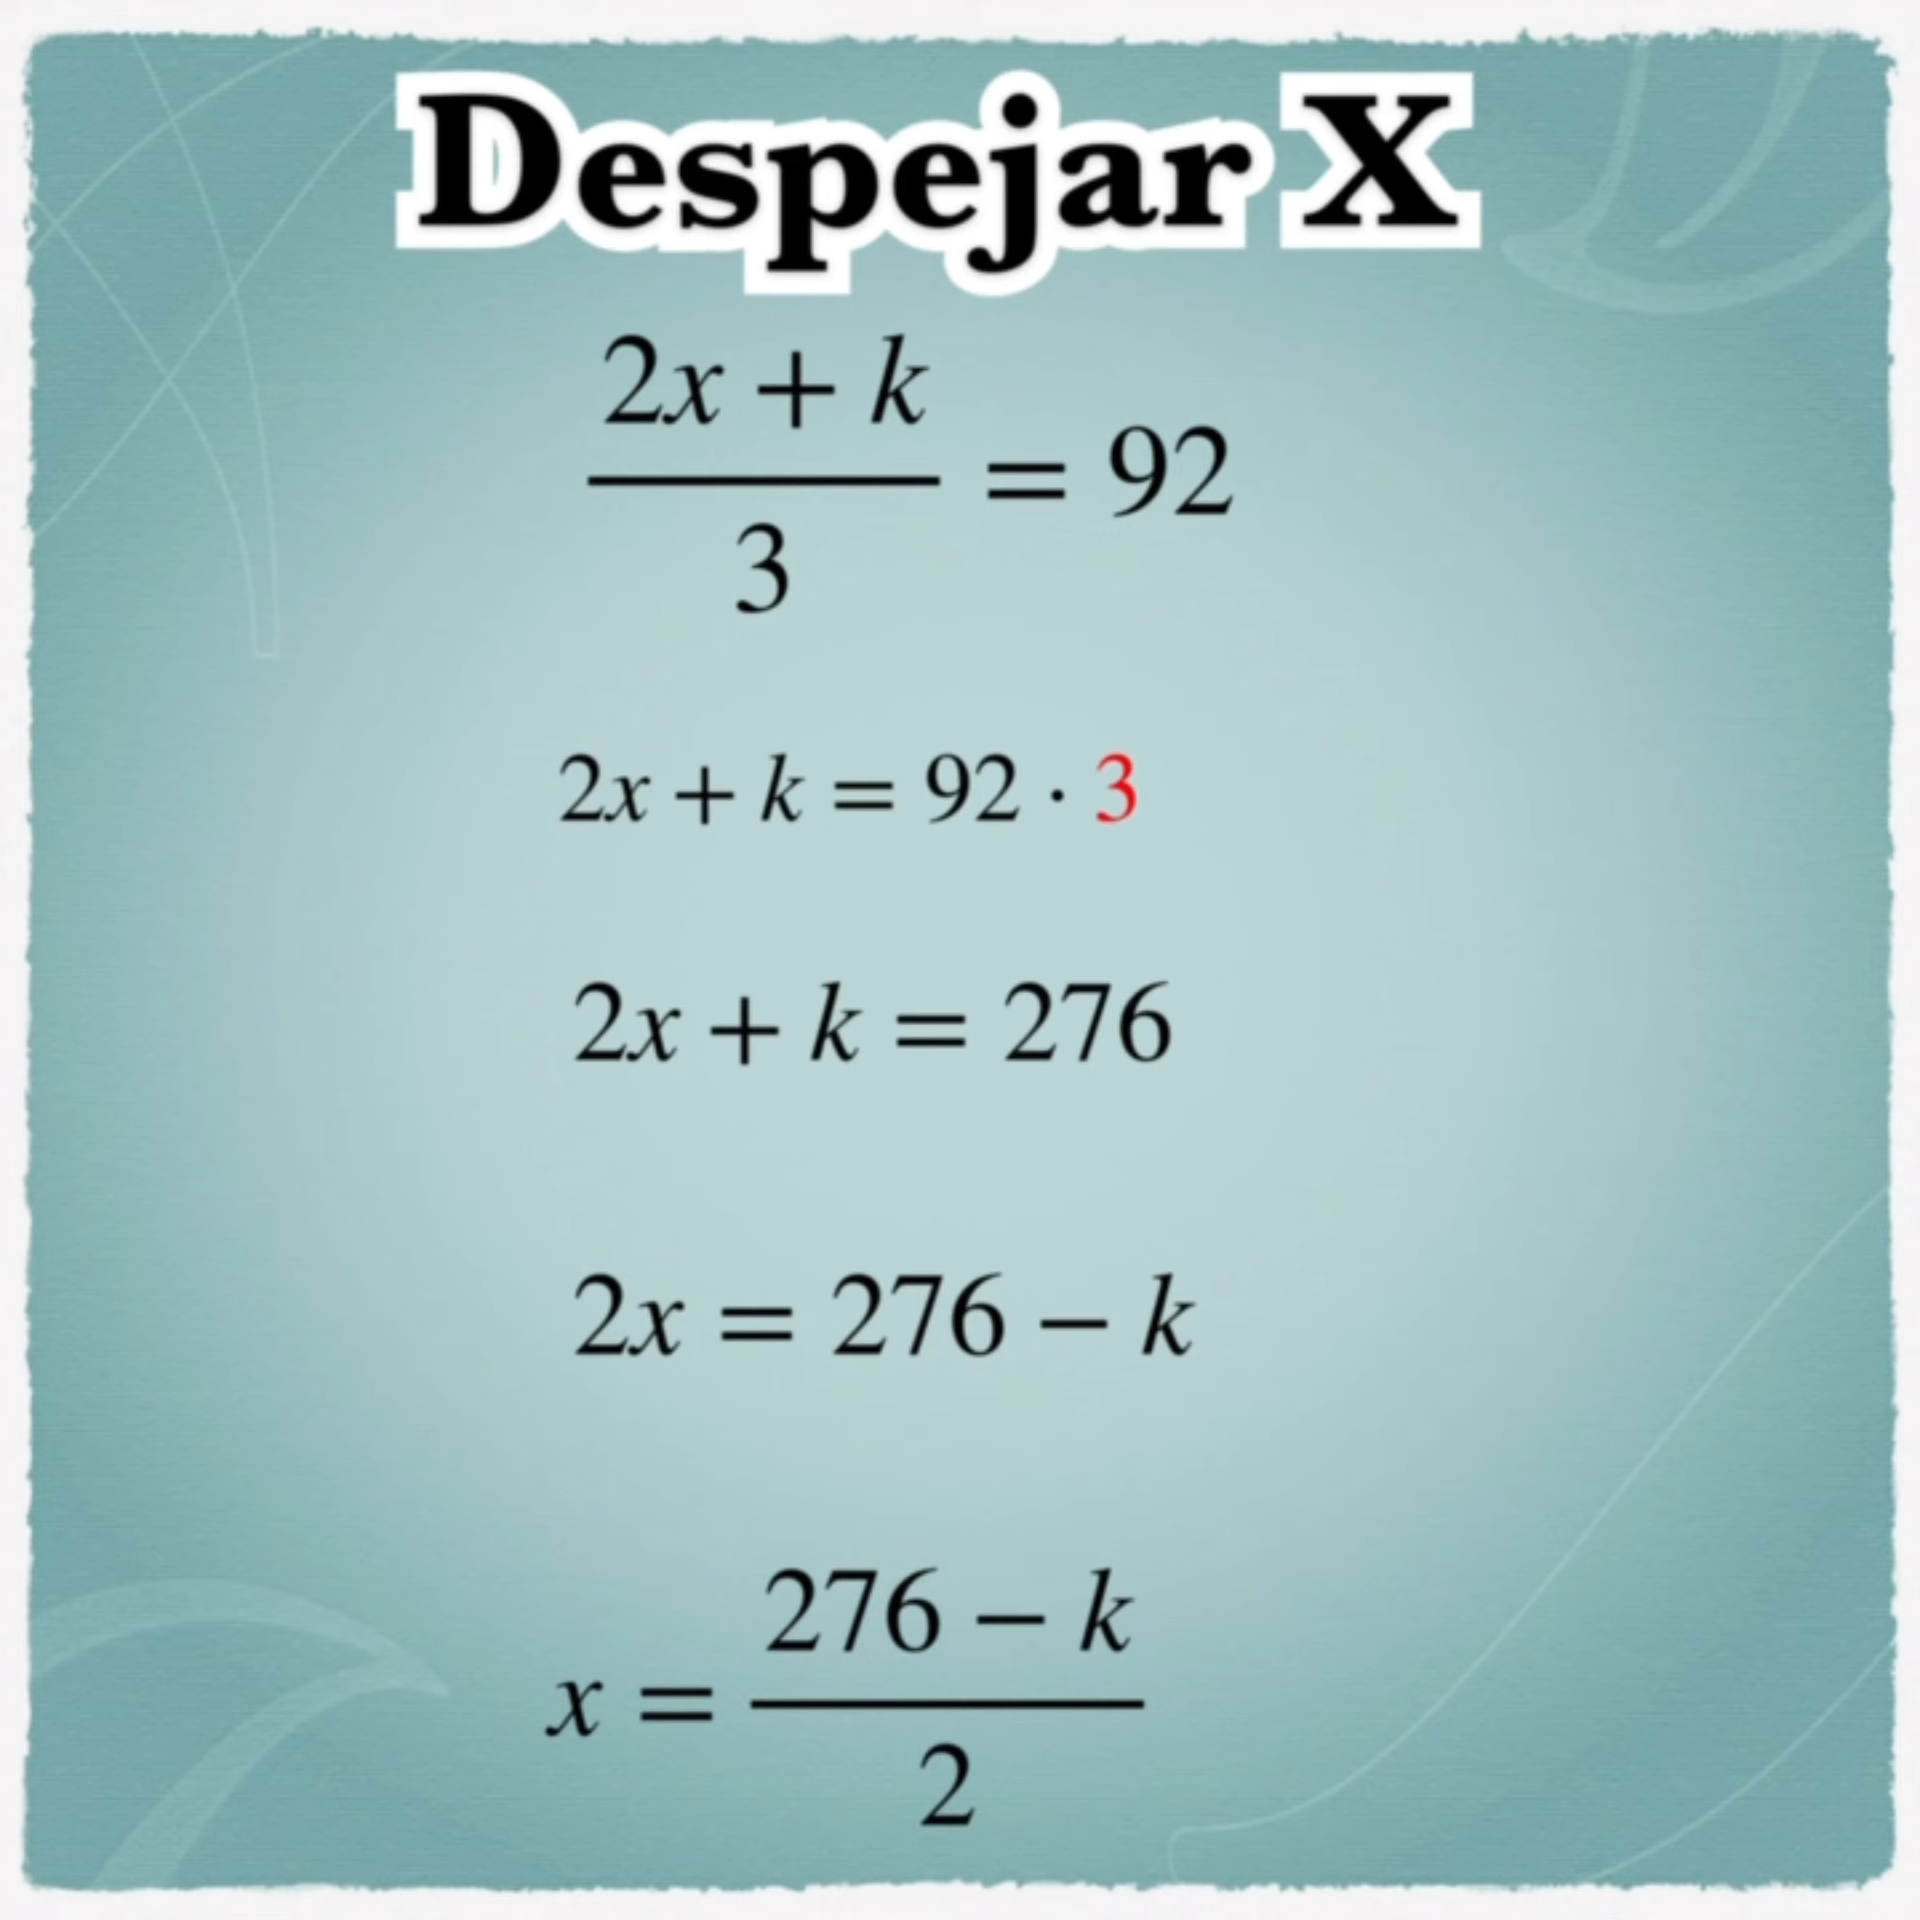 Despejar X
2x + k
3
= 92
2x + k = 92 · 3
2x + k = 276
2x = 276 − k
x =
276 − k
2